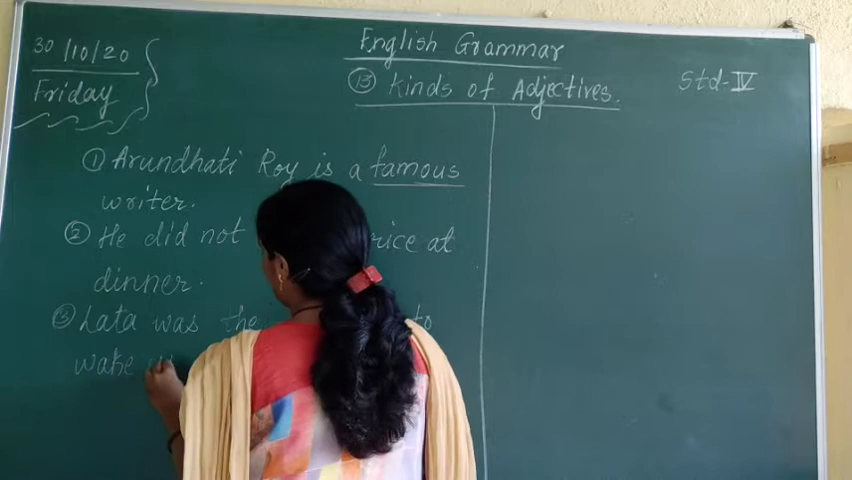 30/10/20
Friday
English Grammar
13 Kinds of Adjectives.
Std-IV
1 Arundhati Roy is a famous
writer.
2 He did not rice at
dinner.
3 Lata was the to
wake